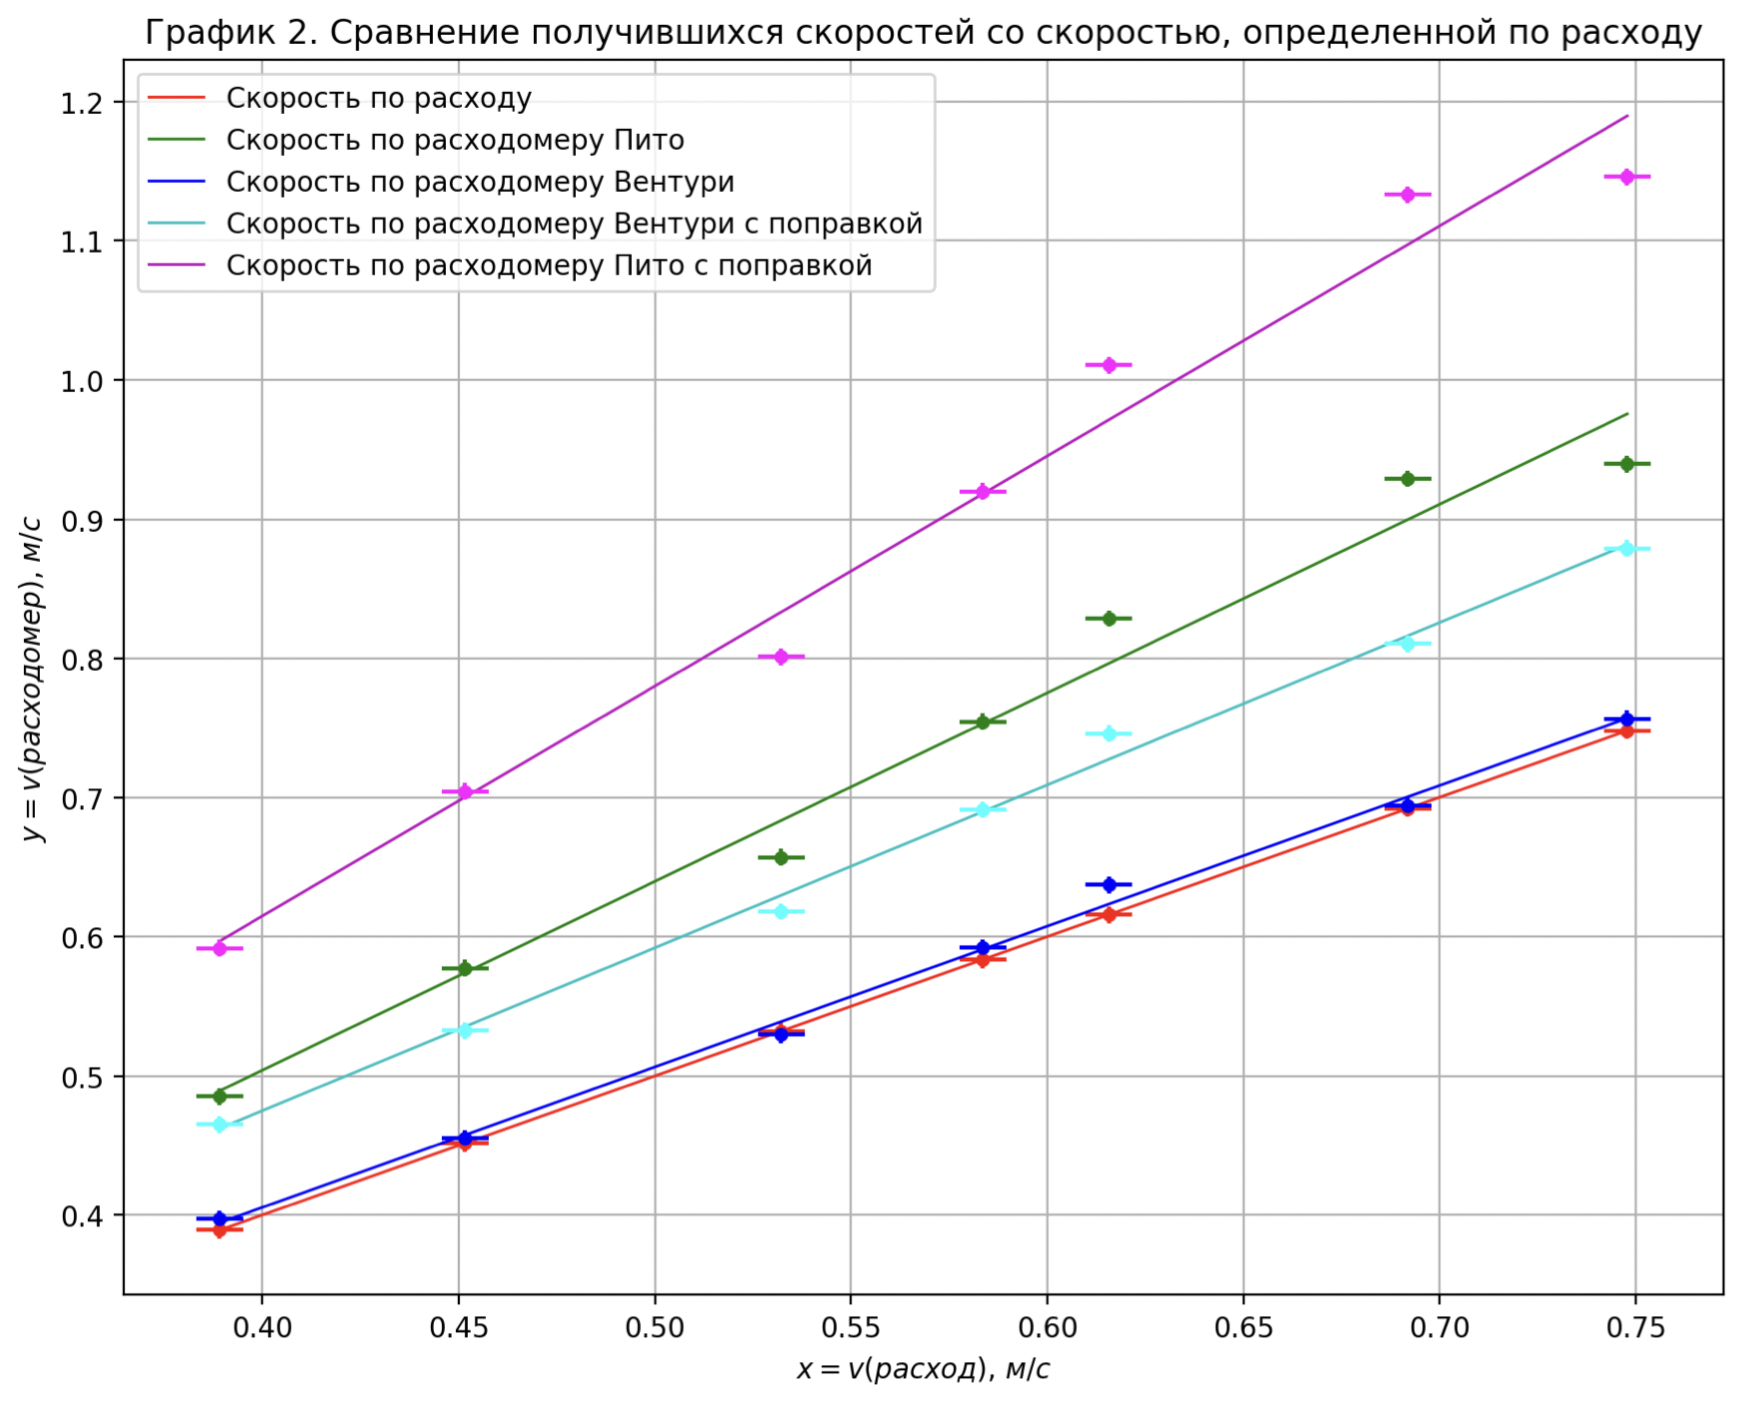 График 2. Сравнение получившихся скоростей со скоростью, определенной по расходу
Скорость по расходу
Скорость по расходомеру Пито
Скорость по расходомеру Вентури
Скорость по расходомеру Вентури с поправкой
Скорость по расходомеру Пито с поправкой
1.2
1.1
1.0
0.9
0.8
0.7
0.6
0.5
0.4
y = v(расходомер), м/с
0.40 0.45 0.50 0.55 0.60 0.65 0.70 0.75
x = v(расход), м/с